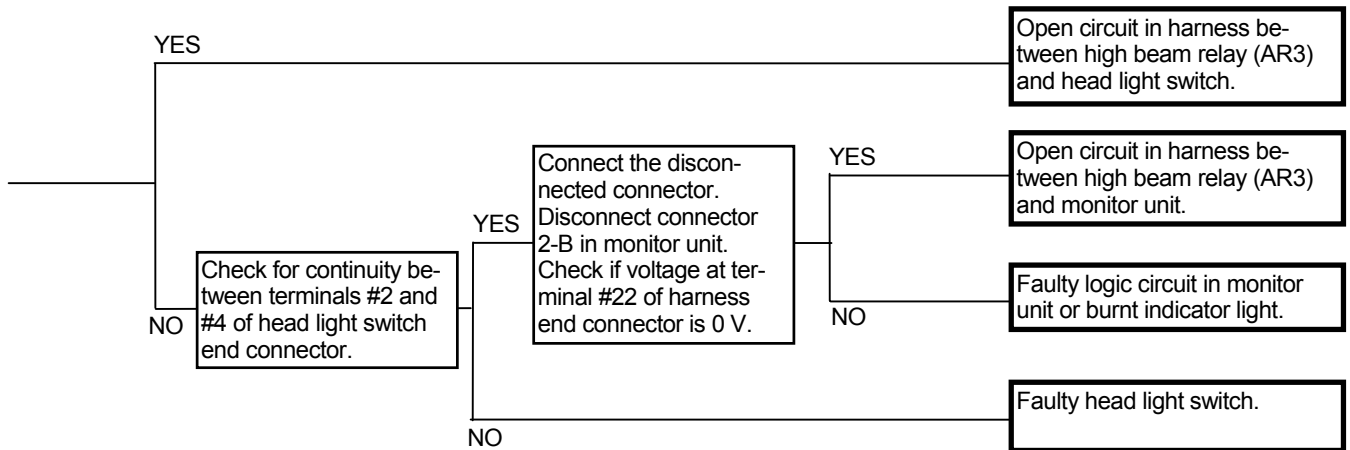 YES
Open circuit in harness be-
tween high beam relay (AR3)
and head light switch.
YES
Connect the discon-
nected connector.
Disconnect connector
2-B in monitor unit.
Check if voltage at ter-
minal #22 of harness
end connector is 0 V.
YES
Open circuit in harness be-
tween high beam relay (AR3)
and monitor unit.
NO
Check for continuity be-
tween terminals #2 and
#4 of head light switch
end connector.
NO
Faulty logic circuit in monitor
unit or burnt indicator light.
NO
Faulty head light switch.